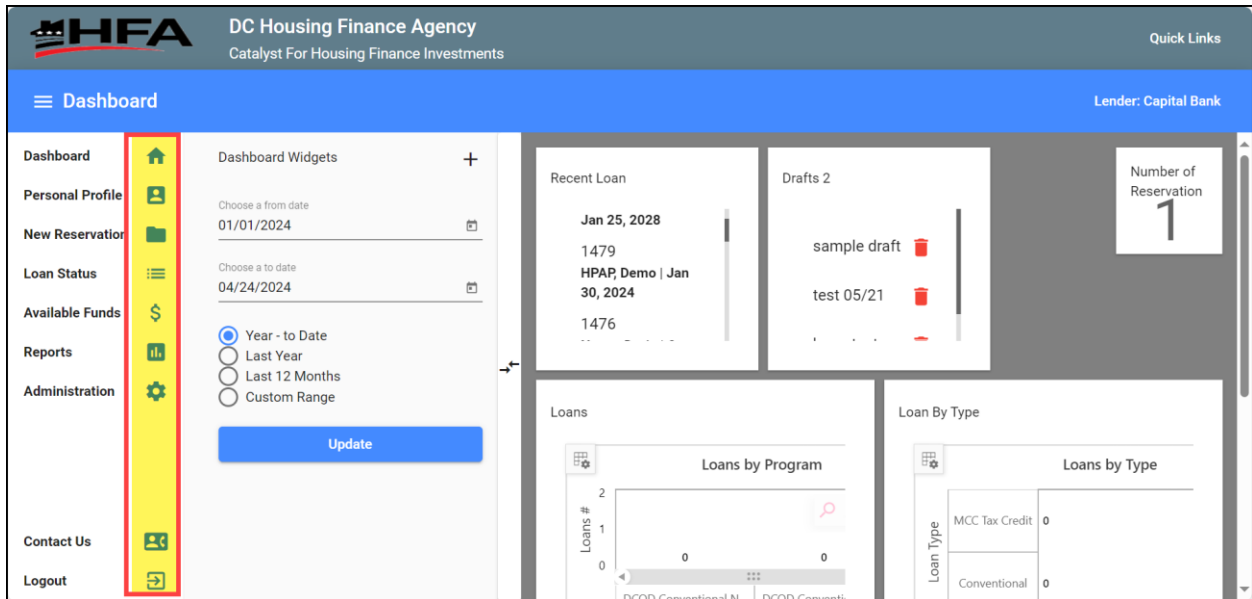 HFA
DC Housing Finance Agency
Catalyst For Housing Finance Investments
Quick Links
Dashboard
Lender: Capital Bank
Dashboard
Personal Profile
New Reservation
Loan Status
Available Funds
$
Reports
Administration
Contact Us
Logout
Dashboard Widgets
Choose a from date
01/01/2024
Choose a to date
04/24/2024
Year - to Date
Last Year
Last 12 Months
Custom Range
Update
Recent Loan
Jan 25, 2028
1479
HPAP, Demo | Jan
30, 2024
1476
Drafts 2
sample draft
test 05/21
Number of
Reservation
1
Loans
Loans by Program
Loans #
2
1
0
0
0
DCOD Conventional N
DCOD Conventi
Loan By Type
Loans by Type
Loan Type
MCC Tax Credit
0
Conventional
0